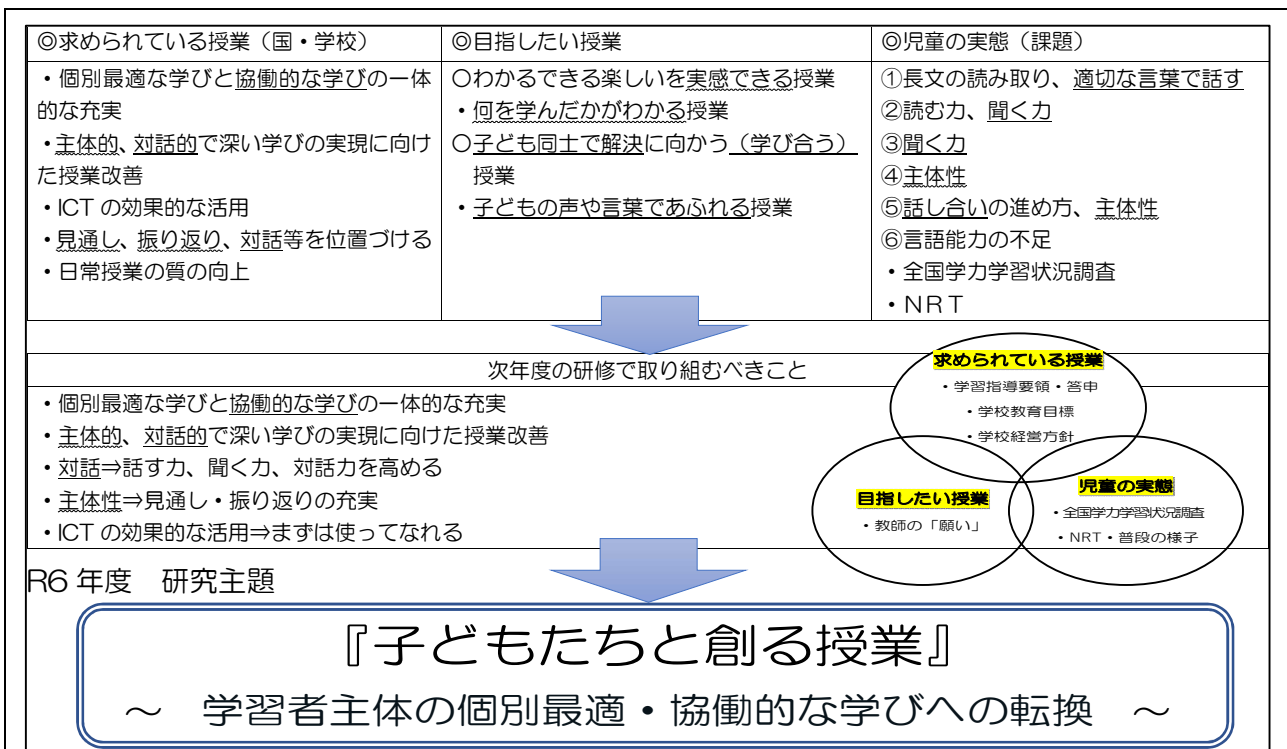 ◎求められている授業（国・学校）
・個別最適な学びと協働的な学びの一体
的な充実
・主体的、対話的で深い学びの実現に向け
た授業改善
・ICT の効果的な活用
・見通し、振り返り、対話等を位置づける
・日常授業の質の向上
◎目指したい授業
〇わかるできる楽しいを実感できる授業
・何を学んだかがわかる授業
〇子ども同士で解決に向かう（学び合う）
授業
・子どもの声や言葉であふれる授業
◎児童の実態（課題）
①長文の読み取り、適切な言葉で話す
②読む力、聞く力
③聞く力
④主体性
⑤話し合いの進め方、主体性
⑥言語能力の不足
・全国学力学習状況調査
・ＮＲＴ
次年度の研修で取り組むべきこと
・個別最適な学びと協働的な学びの一体的な充実
・主体的、対話的で深い学びの実現に向けた授業改善
・対話⇒話す力、聞く力、対話力を高める
・主体性⇒見通し・振り返りの充実
・ICT の効果的な活用⇒まずは使ってなれる
求められている授業
・学習指導要領・答申
・学校教育目標
・学校経営方針
目指したい授業
・教師の「願い」
児童の実態
・全国学力学習状況調査
・NRT・普段の様子
R6 年度　研究主題
『子どもたちと創る授業』
～　学習者主体の個別最適・協働的な学びへの転換　～